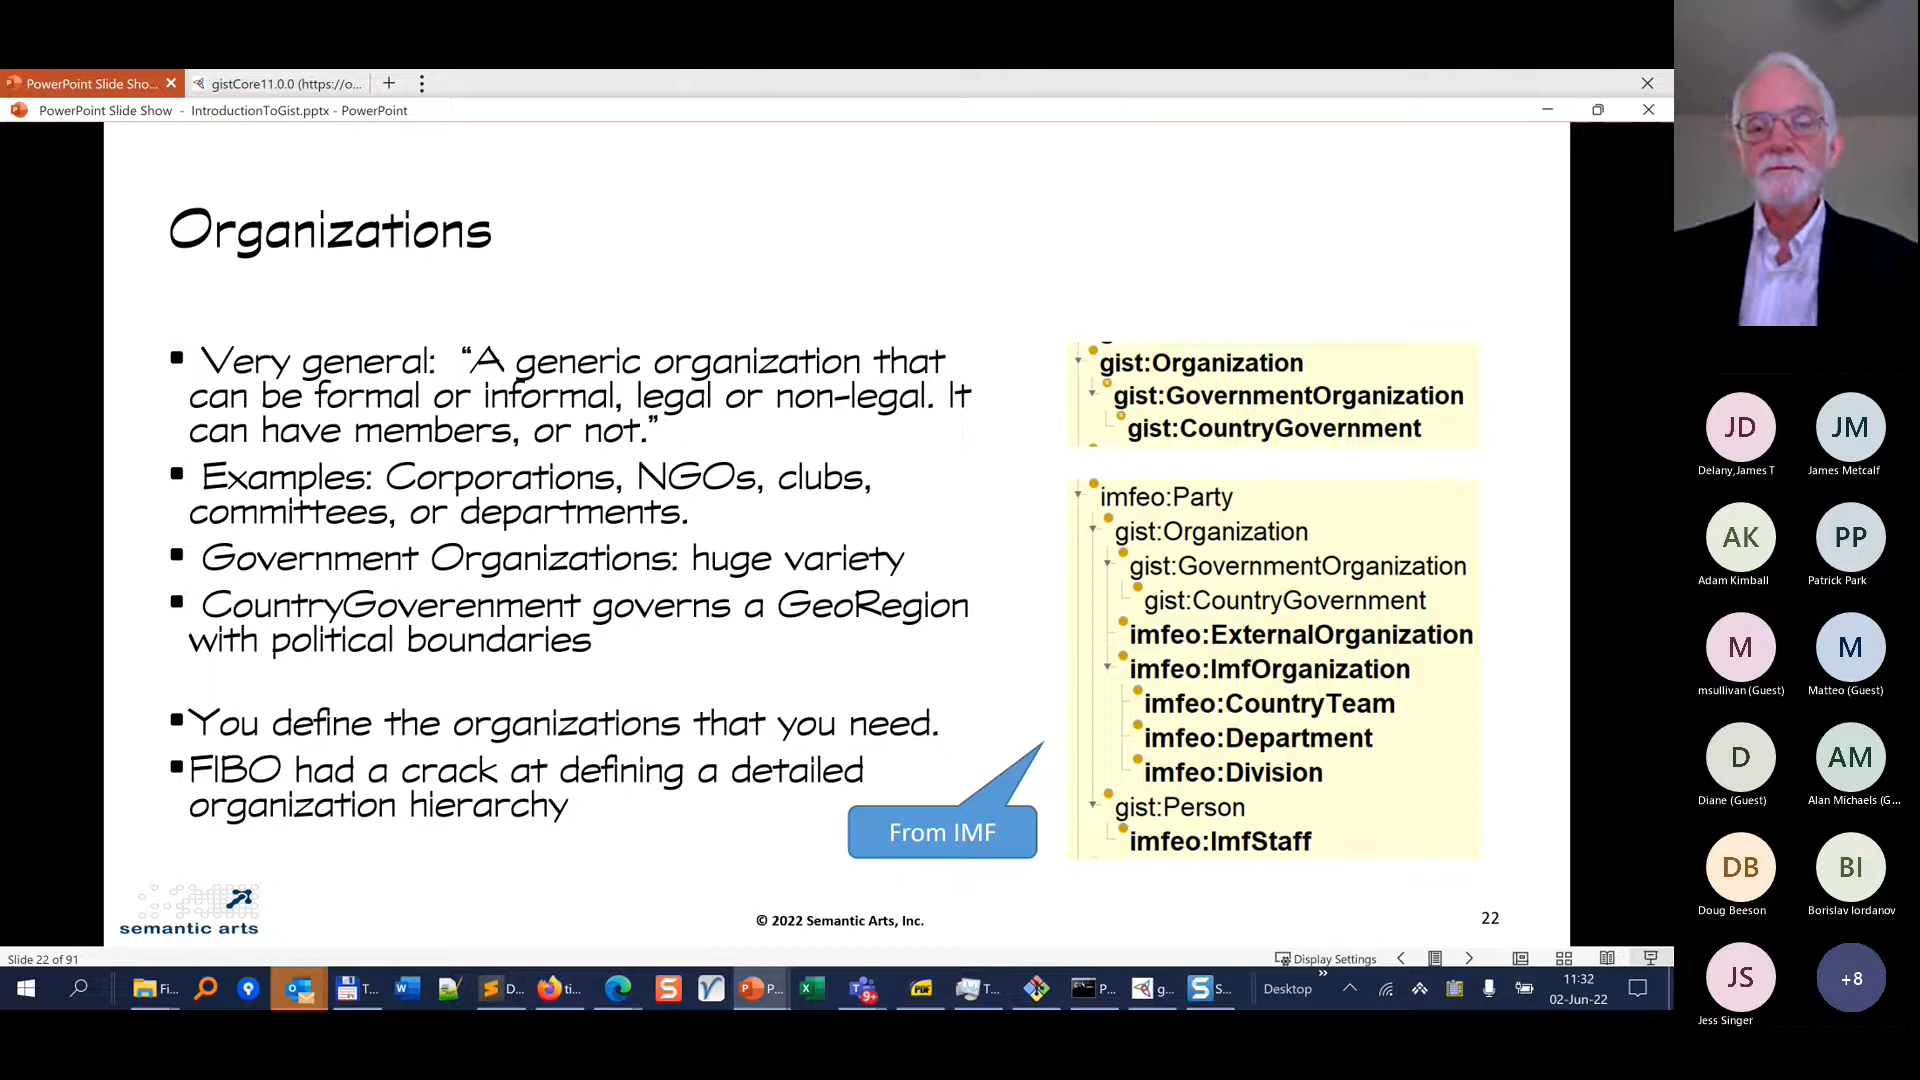 PowerPoint Slide Sho...
gistCore11.0.0 (https://o...
PowerPoint Slide Show - IntroductionToGist.pptx - PowerPoint
Organizations
▪ Very general: “A generic organization that
can be formal or informal, legal or non-legal. It
can have members, or not.”
▪ Examples: Corporations, NGOs, clubs,
committees, or departments.
▪ Government Organizations: huge variety
▪ CountryGoverenment governs a GeoRegion
with political boundaries
▪ You define the organizations that you need.
▪ FIBO had a crack at defining a detailed
organization hierarchy
gist:Organization
gist:GovernmentOrganization
gist:CountryGovernment
imfeo:Party
gist:Organization
gist:GovernmentOrganization
gist:CountryGovernment
imfeo:ExternalOrganization
imfeo:ImfOrganization
imfeo:CountryTeam
imfeo:Department
imfeo:Division
gist:Person
imfeo:ImfStaff
From IMF
semantic arts
© 2022 Semantic Arts, Inc.
22
Slide 22 of 91
Display Settings
Fi...
T...
D...
ti...
P...
9+
PDF
T...
P...
g...
S...
Desktop
11:32
02-Jun-22
JD
Delany,James T
JM
James Metcalf
AK
Adam Kimball
PP
Patrick Park
M
msullivan (Guest)
M
Matteo (Guest)
D
Diane (Guest)
AM
Alan Michaels (G...
DB
Doug Beeson
BI
Borislav Iordanov
JS
Jess Singer
+8